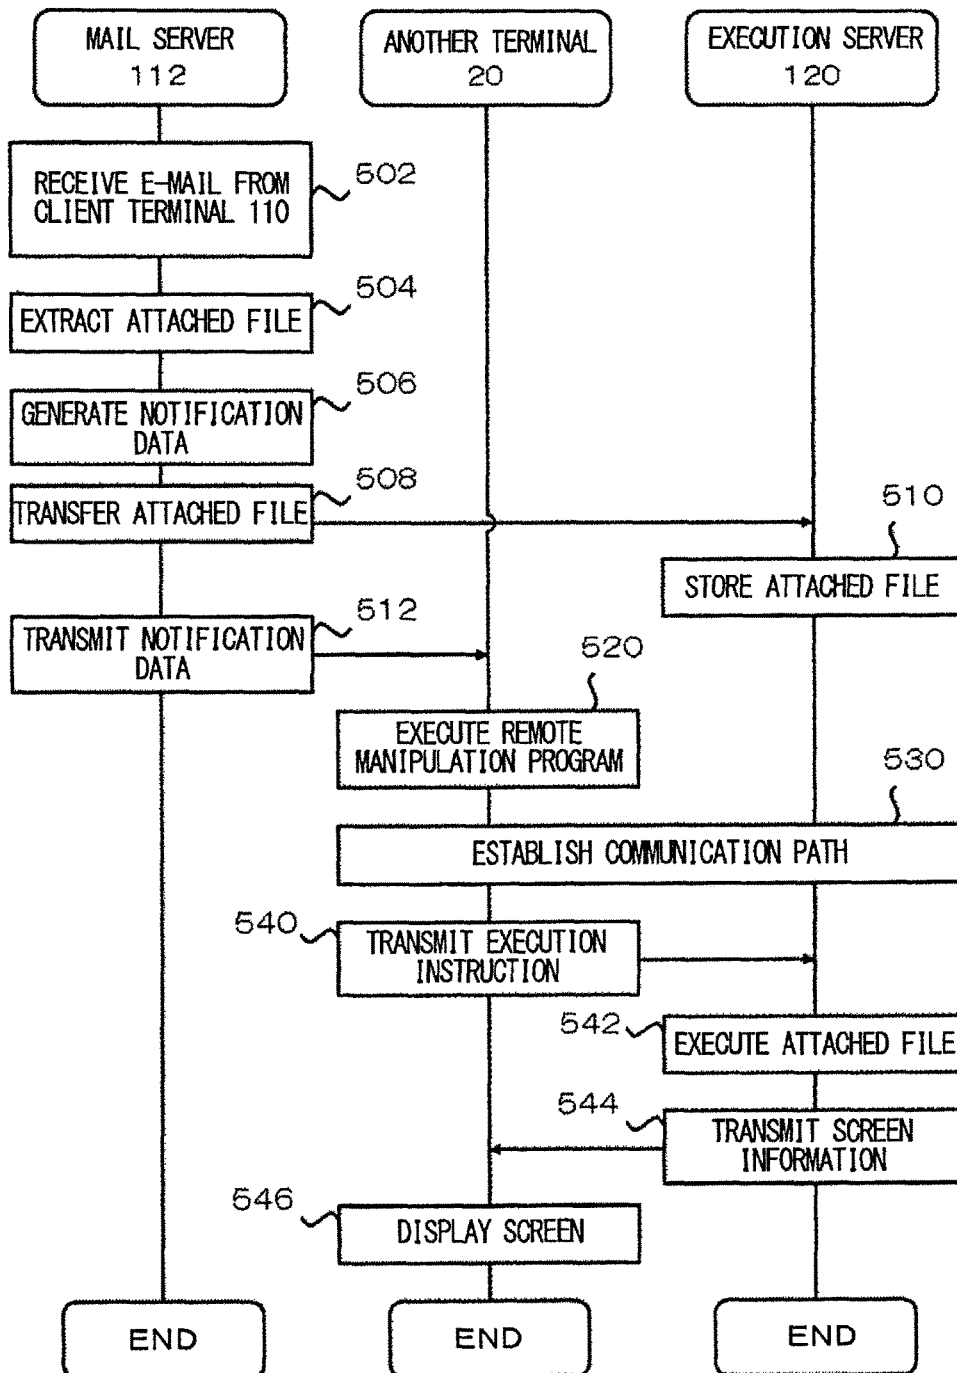 MAIL SERVER
112
ANOTHER TERMINAL
20
EXECUTION SERVER
120
RECEIVE E-MAIL FROM
CLIENT TERMINAL 110
502
EXTRACT ATTACHED FILE
504
GENERATE NOTIFICATION
DATA
506
TRANSFER ATTACHED FILE
508
510
STORE ATTACHED FILE
TRANSMIT NOTIFICATION
DATA
512
520
EXECUTE REMOTE
MANIPULATION PROGRAM
530
ESTABLISH COMMUNICATION PATH
540
TRANSMIT EXECUTION
INSTRUCTION
542
EXECUTE ATTACHED FILE
544
TRANSMIT SCREEN
INFORMATION
546
DISPLAY SCREEN
END
END
END